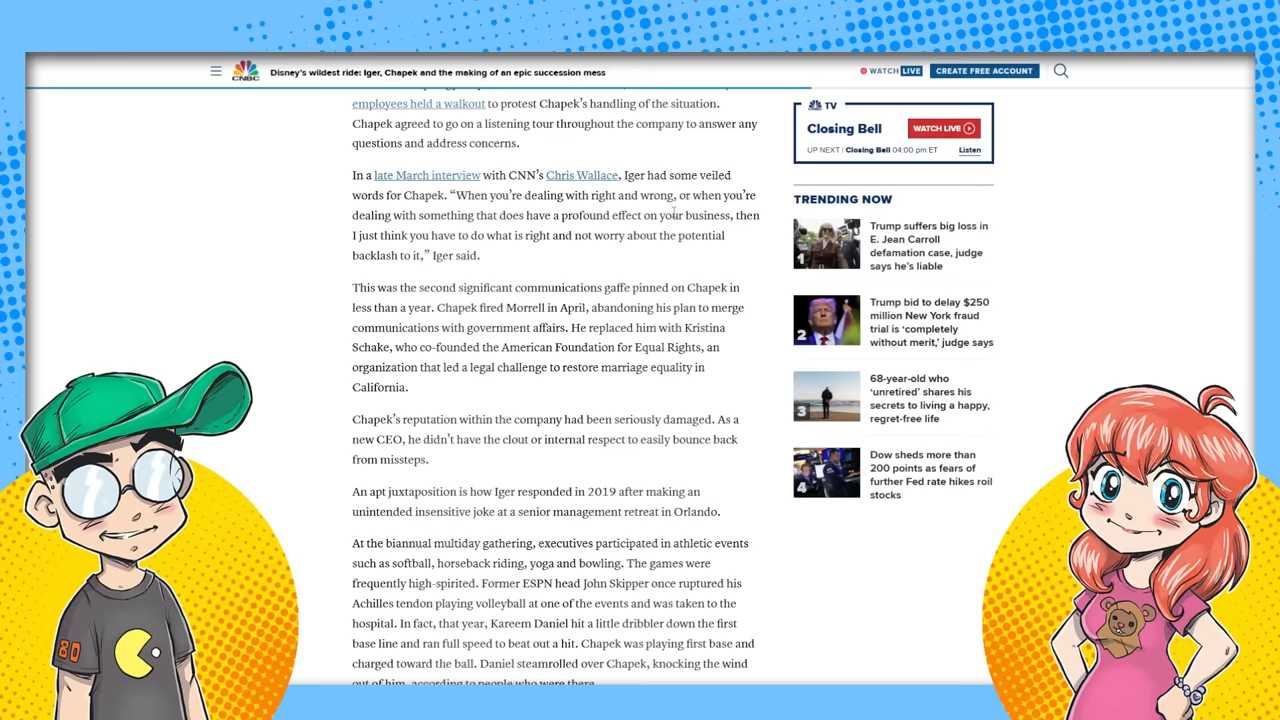 CNBC
Disney's wildest ride: Iger, Chapek and the making of an epic succession mess
WATCH LIVE
CREATE FREE ACCOUNT
employees held a walkout to protest Chapek's handling of the situation.
Chapek agreed to go on a listening tour throughout the company to answer any
questions and address concerns.
In a late March interview with CNN's Chris Wallace, Iger had some veiled
words for Chapek. “When you're dealing with right and wrong, or when you're
dealing with something that does have a profound effect on your business, then
I just think you have to do what is right and not worry about the potential
backlash to it,” Iger said.
This was the second significant communications gaffe pinned on Chapek in
less than a year. Chapek fired Morrell in April, abandoning his plan to merge
communications with government affairs. He replaced him with Kristina
Schake, who co-founded the American Foundation for Equal Rights, an
organization that led a legal challenge to restore marriage equality in
California.
Chapek's reputation within the company had been seriously damaged. As a
new CEO, he didn't have the clout or internal respect to easily bounce back
from missteps.
An apt juxtaposition is how Iger responded in 2019 after making an
unintended insensitive joke at a senior management retreat in Orlando.
At the biannual multiday gathering, executives participated in athletic events
such as softball, horseback riding, yoga and bowling. The games were
frequently high-spirited. Former ESPN head John Skipper once ruptured his
Achilles tendon playing volleyball at one of the events and was taken to the
hospital. In fact, that year, Kareem Daniel hit a little dribbler down the first
base line and ran full speed to beat out a hit. Chapek was playing first base and
charged toward the ball. Daniel steamrolled over Chapek, knocking the wind
out of him, according to people who were there.
TV
Closing Bell
WATCH LIVE
UP NEXT | Closing Bell 04:00 pm ET
Listen
TRENDING NOW
1
Trump suffers big loss in
E. Jean Carroll
defamation case, judge
says he's liable
2
Trump bid to delay $250
million New York fraud
trial is ‘completely
without merit,’ judge says
3
68-year-old who
‘unretired’ shares his
secrets to living a happy,
regret-free life
4
Dow sheds more than
200 points as fears of
further Fed rate hikes roil
stocks
80